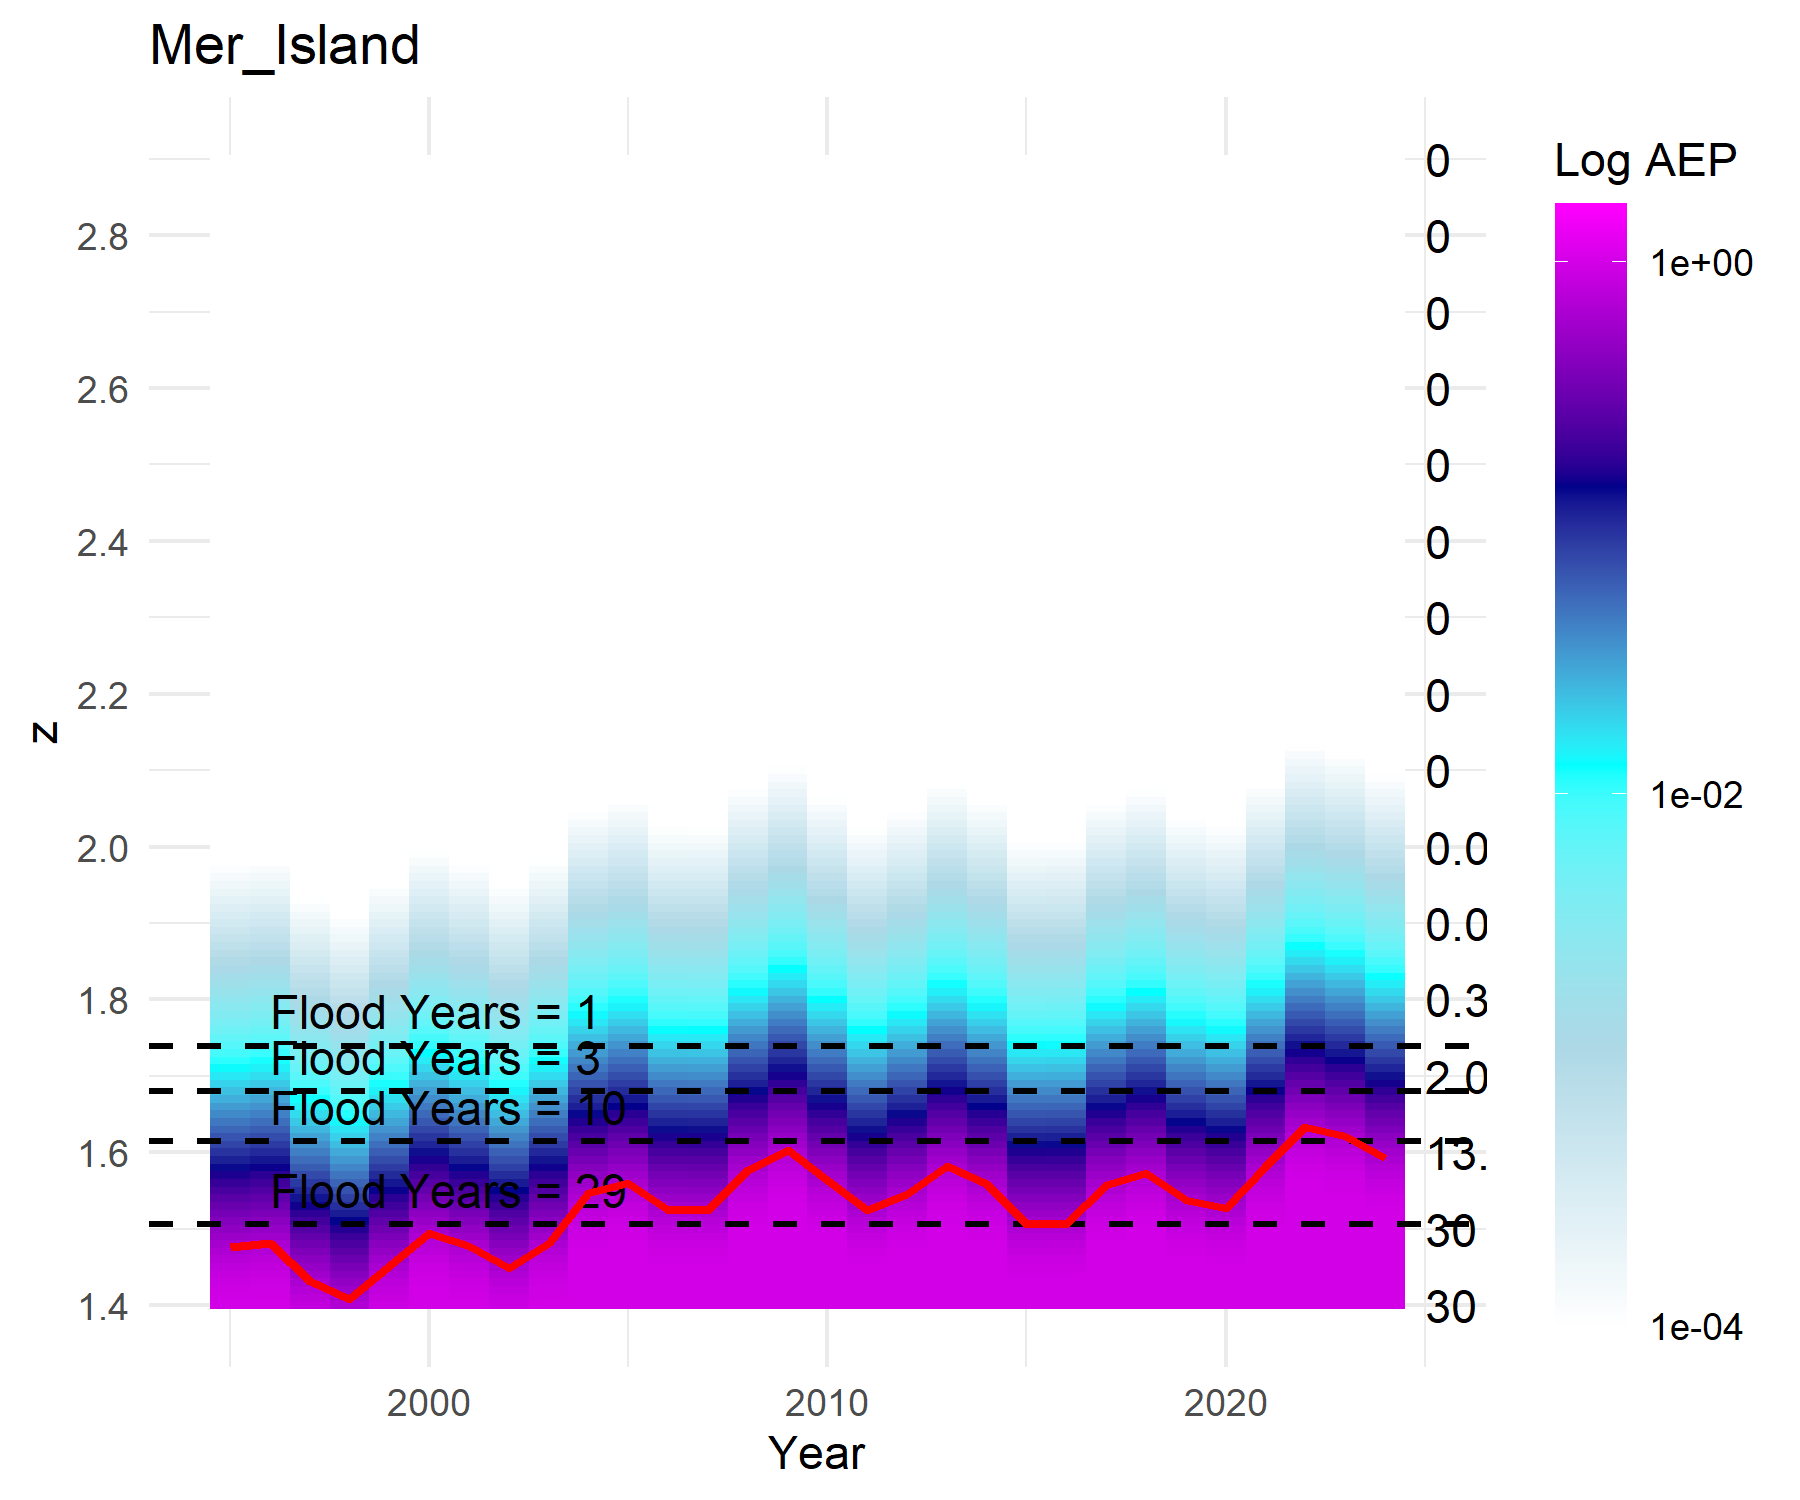 Mer_Island
Log AEP
1e+00
1e-02
1e-04
z
2.8
2.6
2.4
2.2
2.0
1.8
1.6
1.4
0
0
0
0
0
0
0
0
0
0.0
0.0
0.3
2.0
13.
30
30
Flood Years = 1
Flood Years = 3
Flood Years = 10
Flood Years = 29
2000
2010
2020
Year